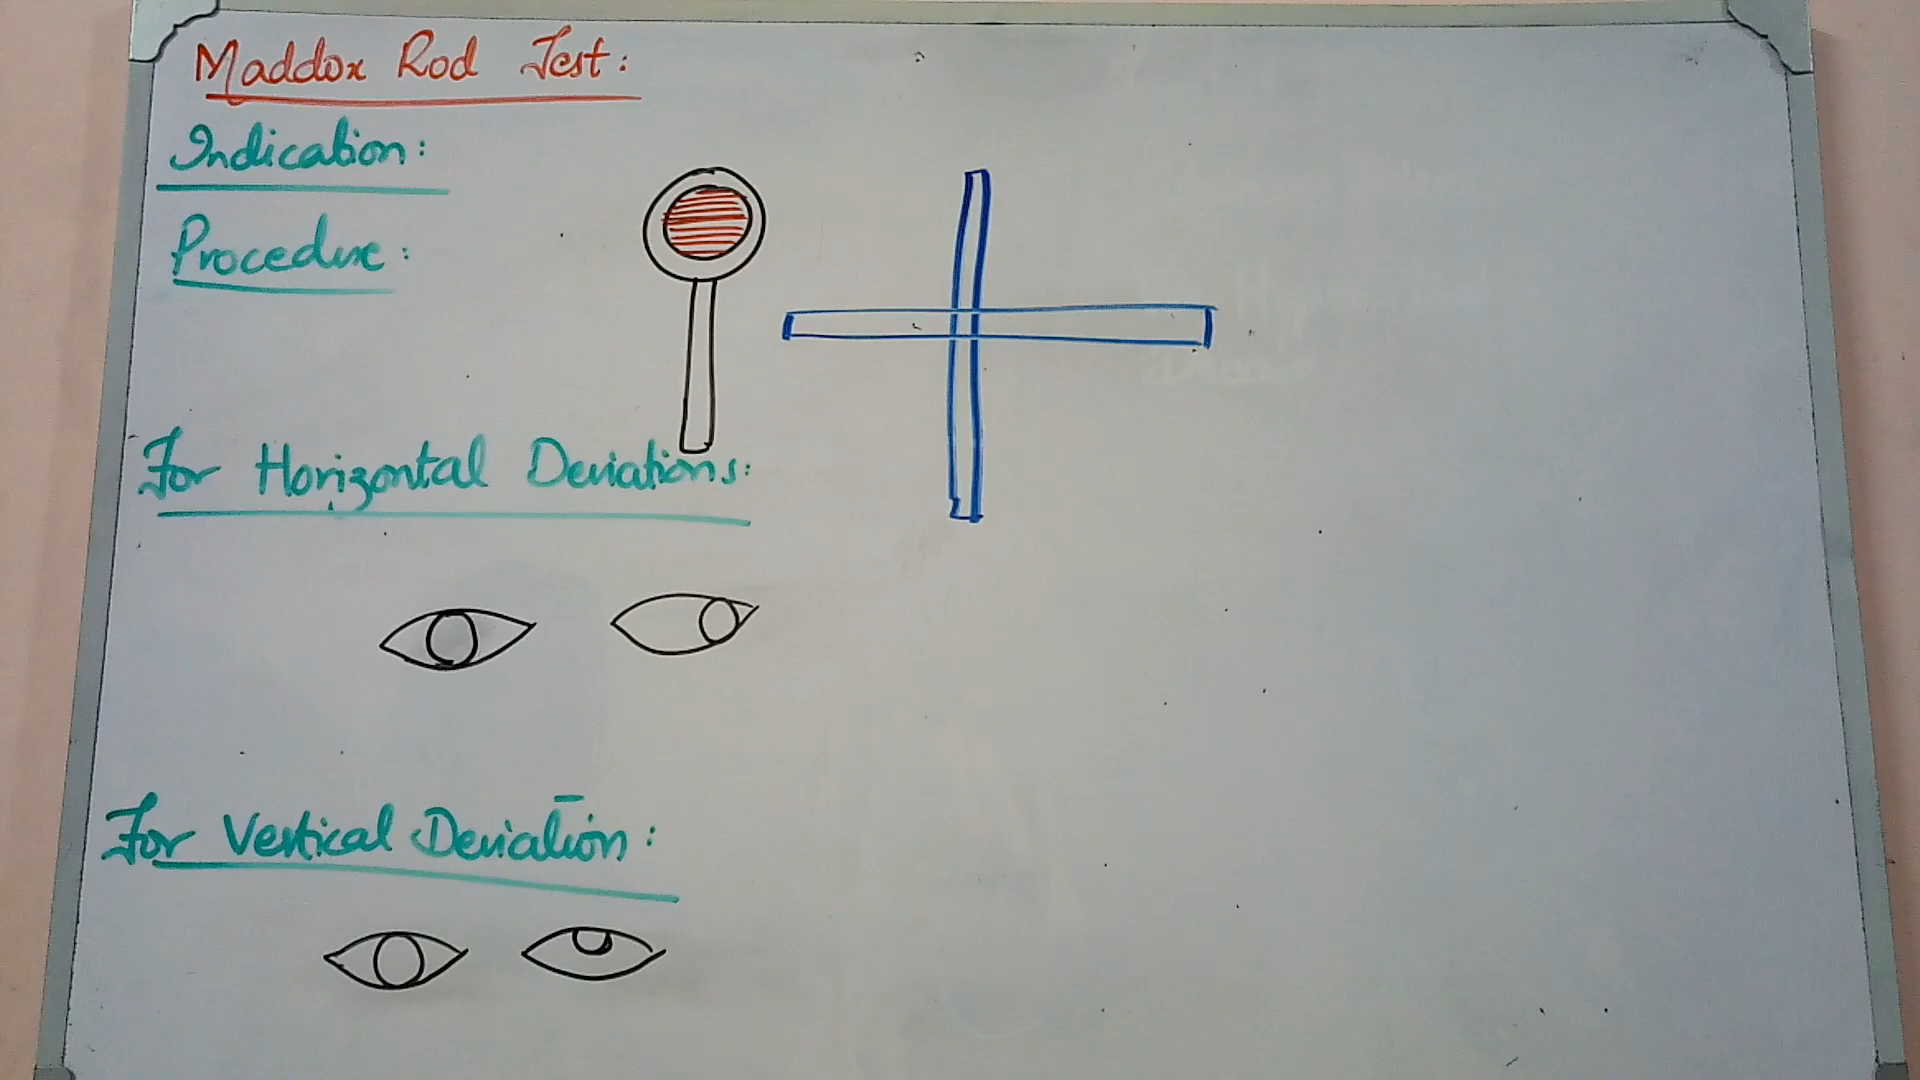 Maddox Rod Test:
Indication:
Procedure:
For Horizontal Deviations:
For Vertical Deviation: